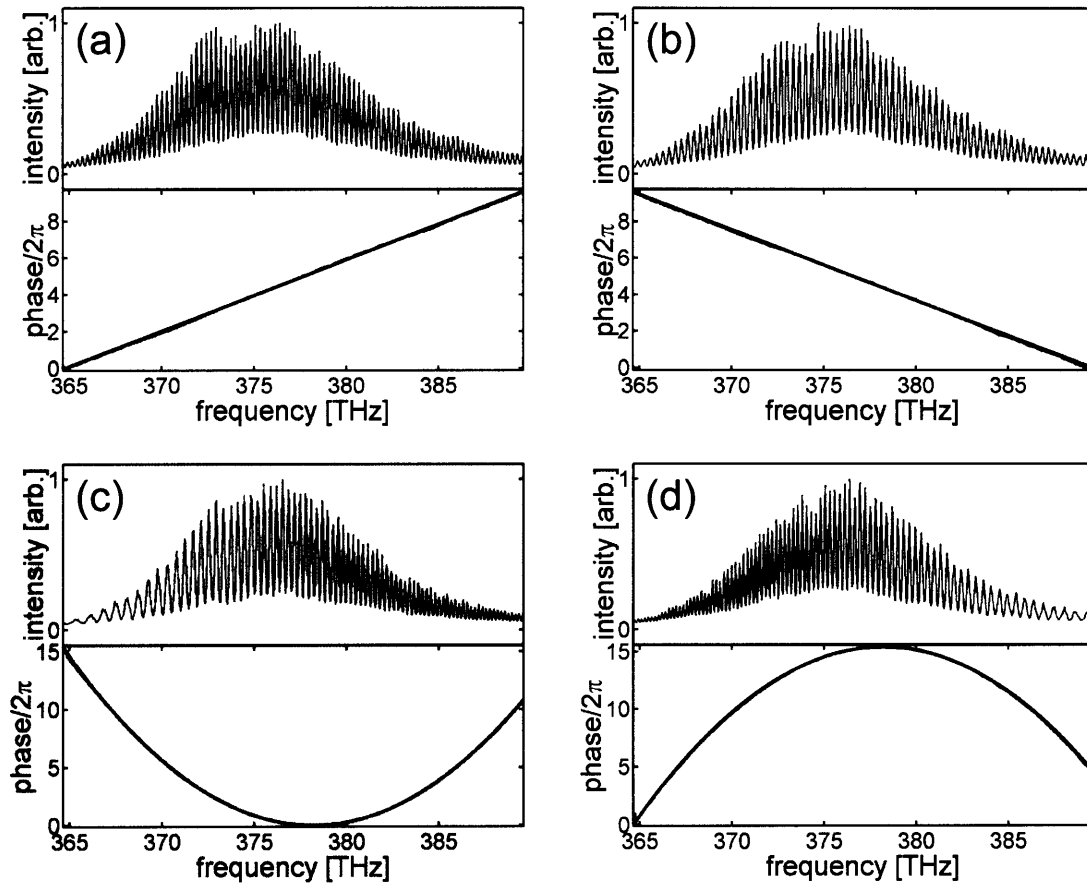 (a)
intensity [arb.]
1
0
phase/2π
8
6
4
2
0
365 370 375 380 385
frequency [THz]
(b)
intensity [arb.]
1
0
phase/2π
8
6
4
2
0
365 370 375 380 385
frequency [THz]
(c)
intensity [arb.]
1
0
phase/2π
15
10
5
0
365 370 375 380 385
frequency [THz]
(d)
intensity [arb.]
1
0
phase/2π
15
10
5
0
365 370 375 380 385
frequency [THz]